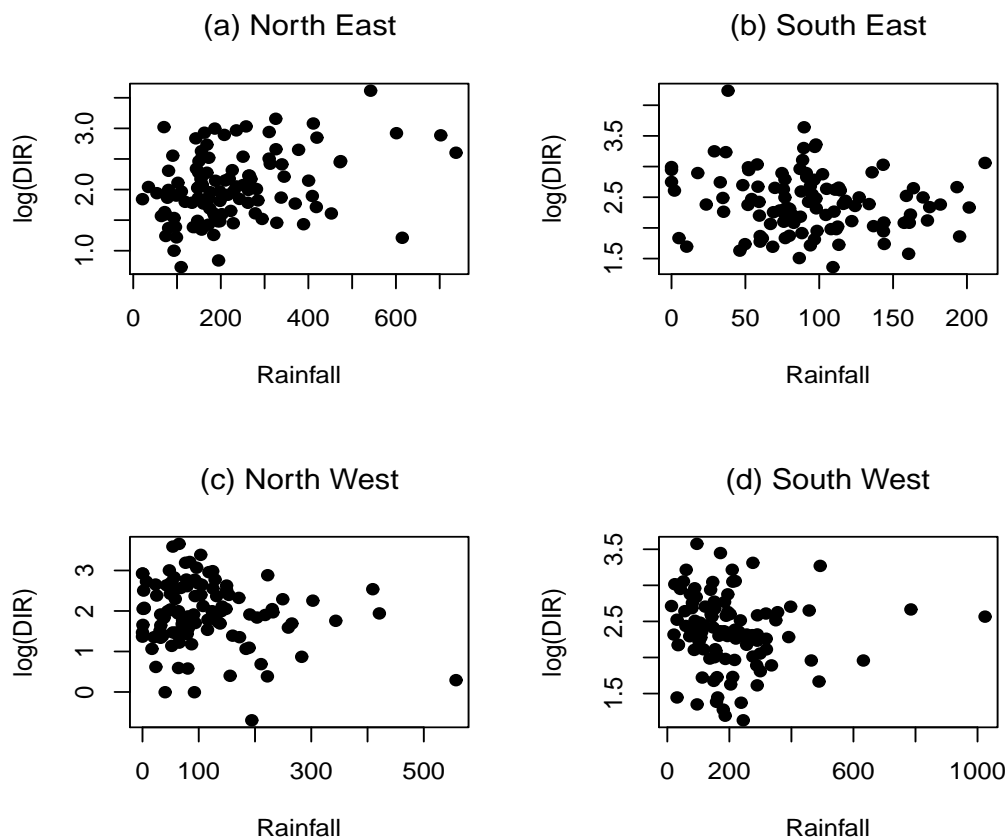 (a) North East
log(DIR)
1.0
2.0
3.0
0
200
400
600
Rainfall
(b) South East
log(DIR)
1.5
2.5
3.5
0
50
100
150
200
Rainfall
(c) North West
log(DIR)
0
1
2
3
0
100
300
500
Rainfall
(d) South West
log(DIR)
1.5
2.5
3.5
0
200
600
1000
Rainfall